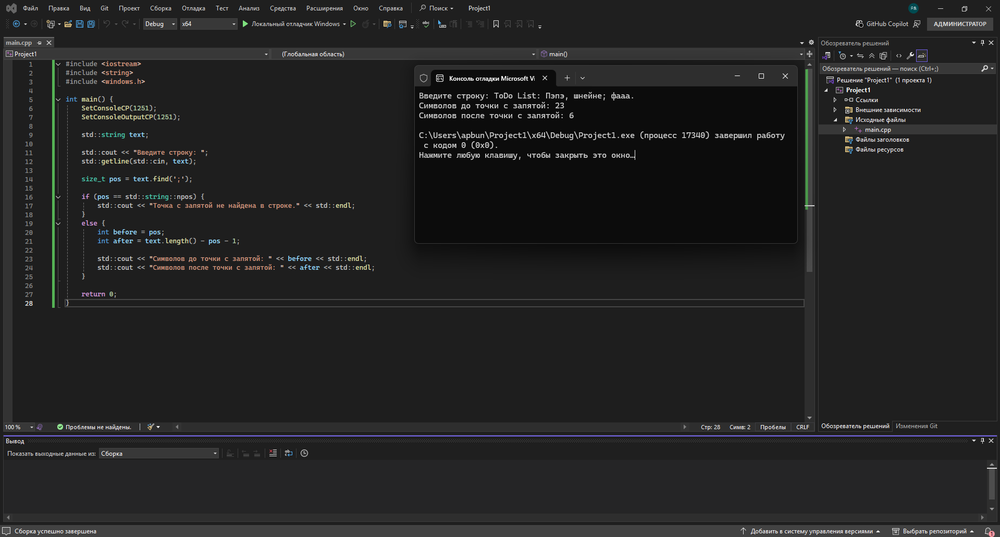 Файл Правка Вид Git Проект Сборка Отладка Тест Анализ Средства Расширения Окно Справка Поиск Project1 РВ
Debug x64 Локальный отладчик Windows GitHub Copilot АДМИНИСТРАТОР
main.cpp
Project1 (Глобальная область) main()
1 #include <iostream>
2 #include <string>
3 #include <windows.h>
4
5 int main() {
6 SetConsoleCP(1251);
7 SetConsoleOutputCP(1251);
8
9 std::string text;
10
11 std::cout << "Введите строку: ";
12 std::getline(std::cin, text);
13
14 size_t pos = text.find(';');
15
16 if (pos == std::string::npos) {
17 std::cout << "Точка с запятой не найдена в строке." << std::endl;
18 }
19 else {
20 int before = pos;
21 int after = text.length() - pos - 1;
22
23 std::cout << "Символов до точки с запятой: " << before << std::endl;
24 std::cout << "Символов после точки с запятой: " << after << std::endl;
25 }
26
27 return 0;
28 }
Консоль отладки Microsoft Vi
Введите строку: ToDo List: Пэпэ, шнейне; фааа.
Символов до точки с запятой: 23
Символов после точки с запятой: 6
C:\Users\apbun\Project1\x64\Debug\Project1.exe (процесс 17340) завершил работу
с кодом 0 (0x0).
Нажмите любую клавишу, чтобы закрыть это окно…
Обозреватель решений
Обозреватель решений — поиск (Ctrl+;)
Решение "Project1" (1 проекта 1)
Project1
Ссылки
Внешние зависимости
Исходные файлы
main.cpp
Файлы заголовков
Файлы ресурсов
Обозреватель решений Изменения Git
100 % Проблемы не найдены. Стр: 28 Симв: 2 Пробелы CRLF
Вывод
Показать выходные данные из: Сборка
Сборка успешно завершена Добавить в систему управления версиями Выбрать репозиторий 1